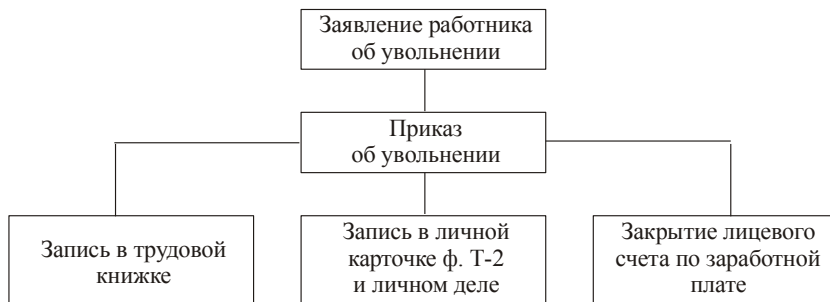 Заявление работника
об увольнении
Приказ
об увольнении
Запись в трудовой
книжке
Запись в личной
карточке ф. Т-2
и личном деле
Закрытие лицевого
счета по заработной
плате